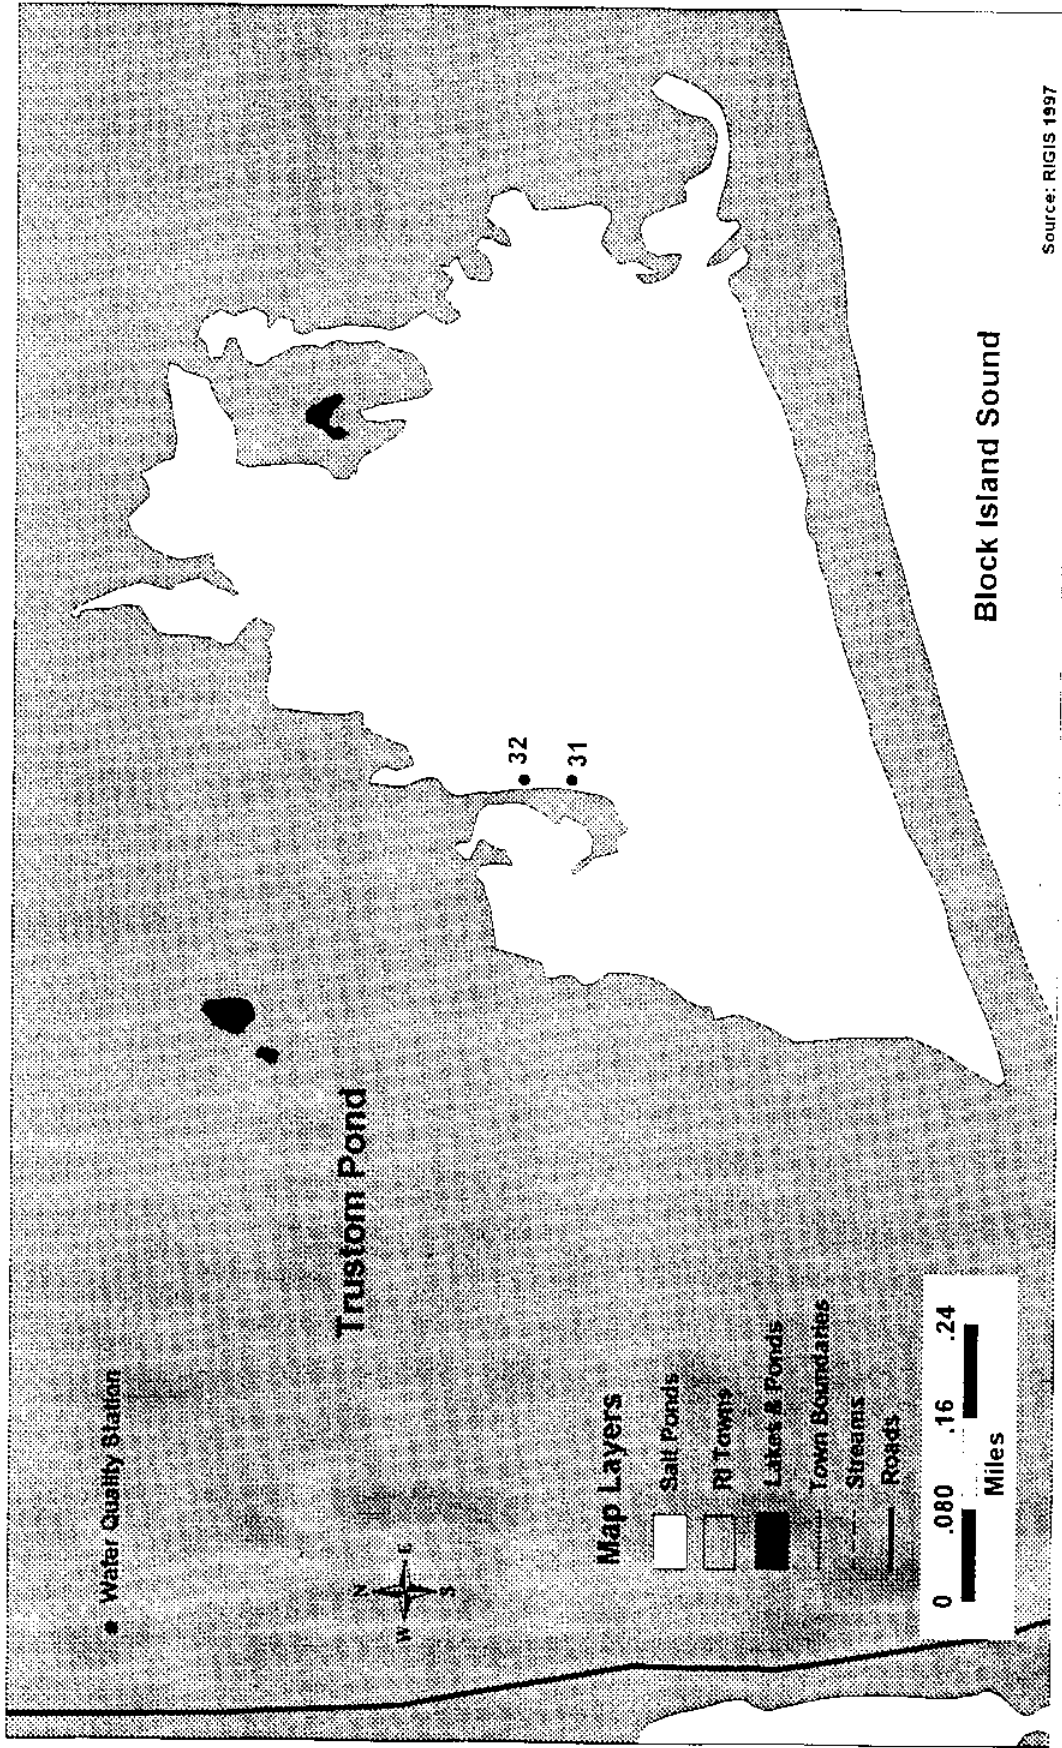 Water Quality Station
Trustom Pond
N
W
E
S
32
31
Map Layers
Salt Ponds
RI Towns
Lakes & Ponds
Town Boundaries
Streams
Roads
0 .080 .16 .24
Miles
Block Island Sound
Source: RIGIS 1997